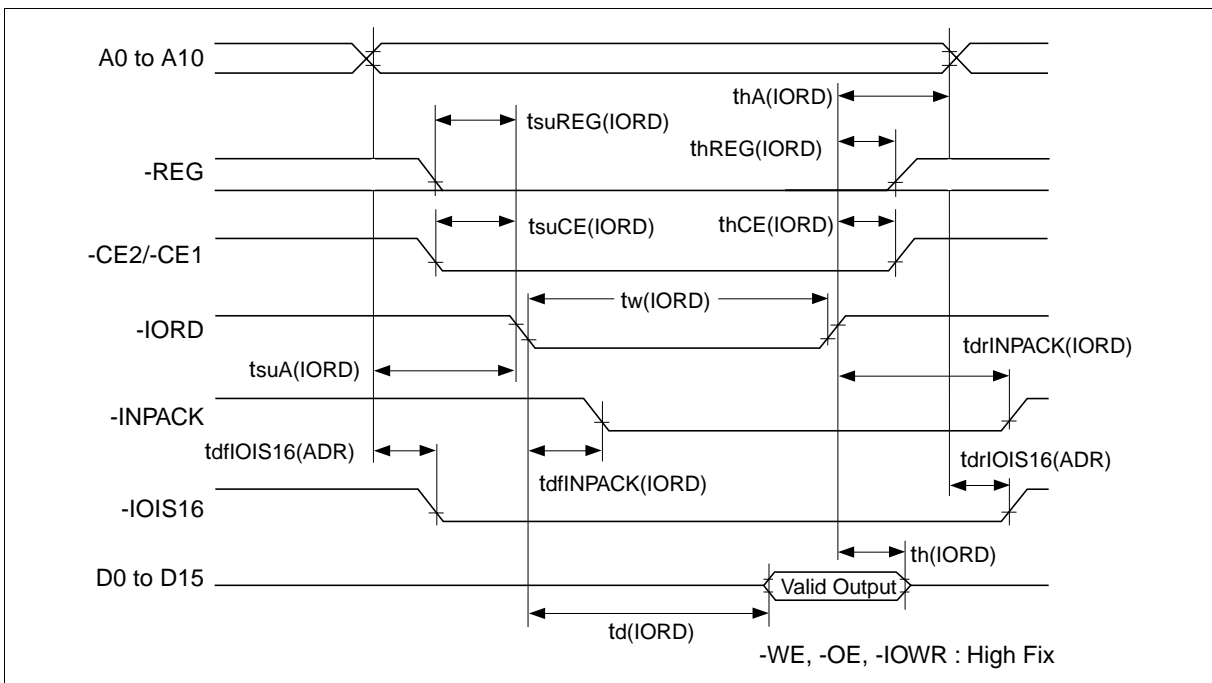 A0 to A10
thA(IORD)
tsuREG(IORD)
thREG(IORD)
-REG
tsuCE(IORD)
thCE(IORD)
-CE2/-CE1
tw(IORD)
-IORD
tdrINPACK(IORD)
tsuA(IORD)
-INPACK
tdfIOIS16(ADR)
tdrIOIS16(ADR)
tdfINPACK(IORD)
-IOIS16
th(IORD)
D0 to D15
Valid Output
td(IORD)
-WE, -OE, -IOWR : High Fix